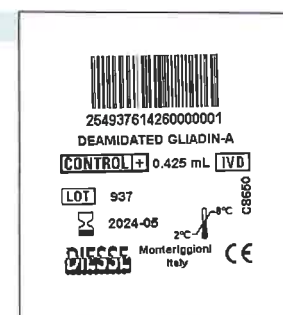 254937614260000001
DEAMIDATED GLIADIN-A
CONTROL + 0.425 mL IVD
LOT 937
2024-05
8°C
2°C
C8650
DIESSE Monteriggioni
Italy CE